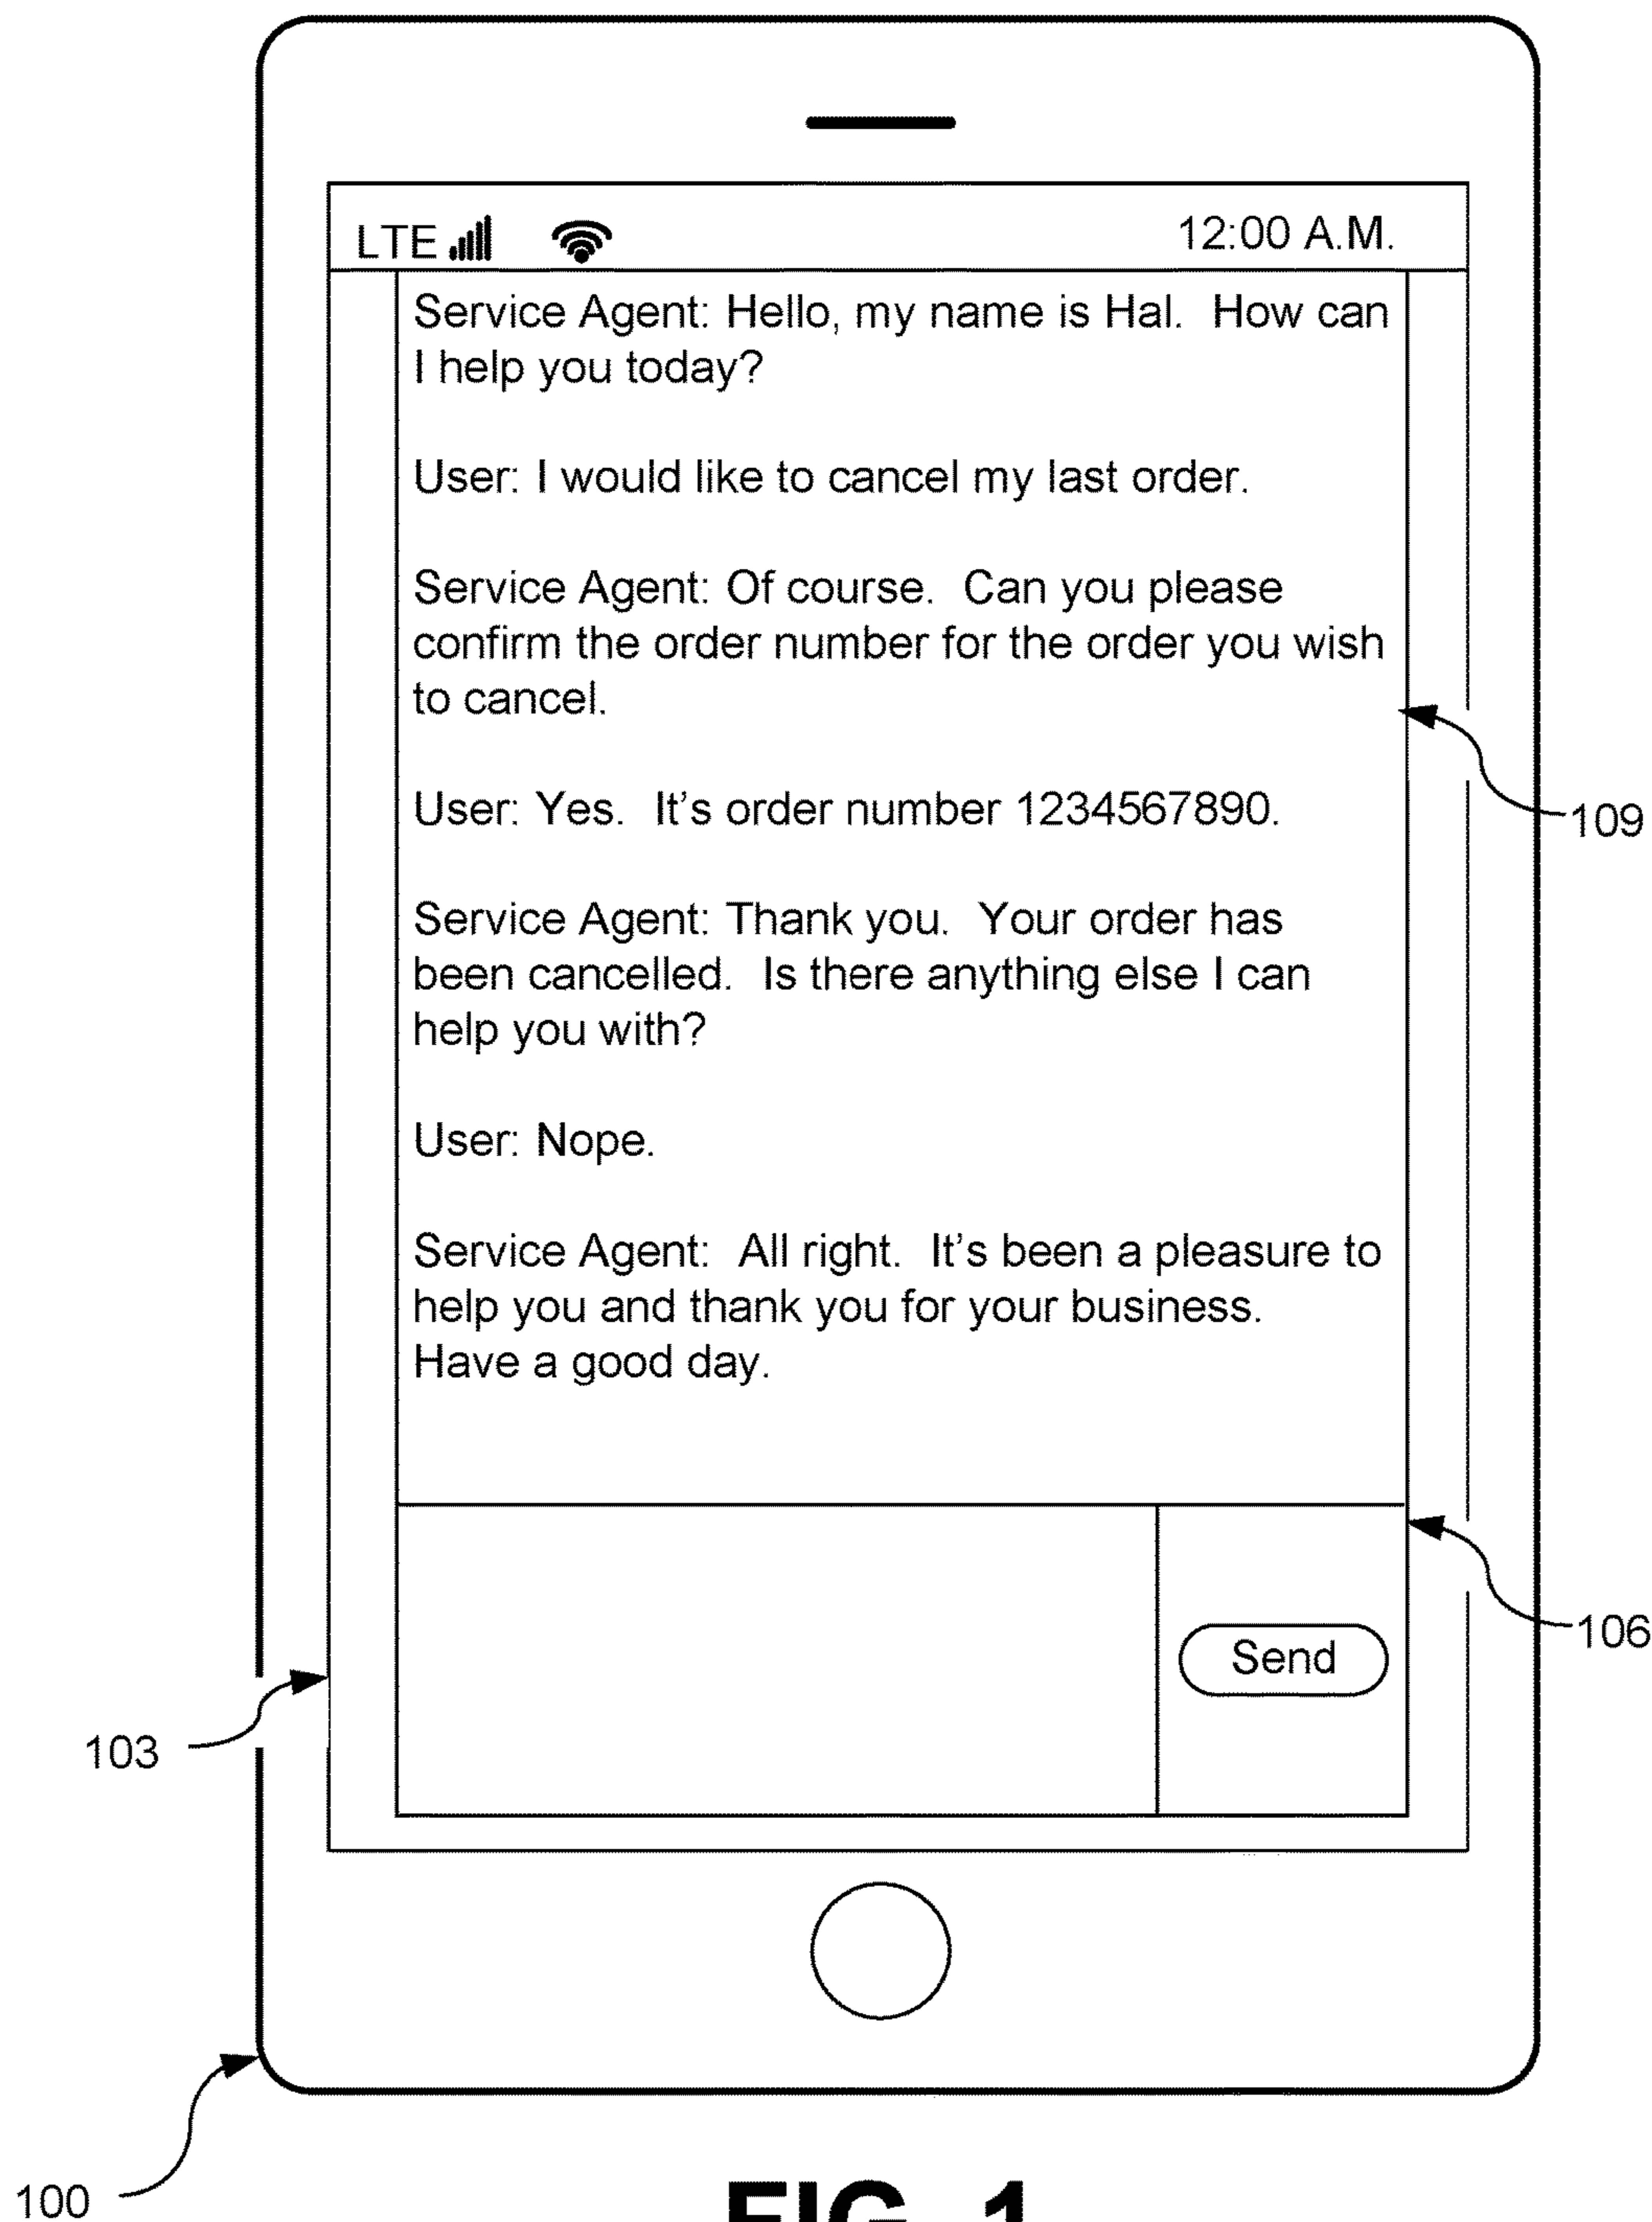 LTE 12:00 A.M.
Service Agent: Hello, my name is Hal.  How can
I help you today?
User: I would like to cancel my last order.
Service Agent: Of course.  Can you please
confirm the order number for the order you wish
to cancel.
109
User: Yes.  It’s order number 1234567890.
Service Agent: Thank you.  Your order has
been cancelled.  Is there anything else I can
help you with?
User: Nope.
Service Agent:  All right.  It’s been a pleasure to
help you and thank you for your business.
Have a good day.
106
Send
103
100
FIG. 1